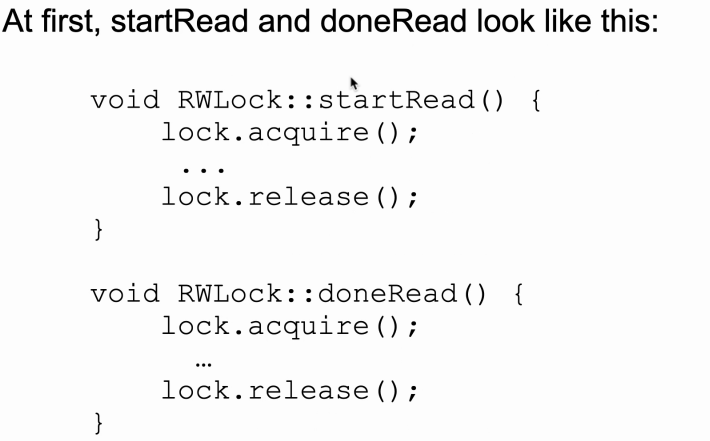 At first, startRead and doneRead look like this:
void RWLock::startRead() {
lock.acquire();
...
lock.release();
}
void RWLock::doneRead() {
lock.acquire();
…
lock.release();
}